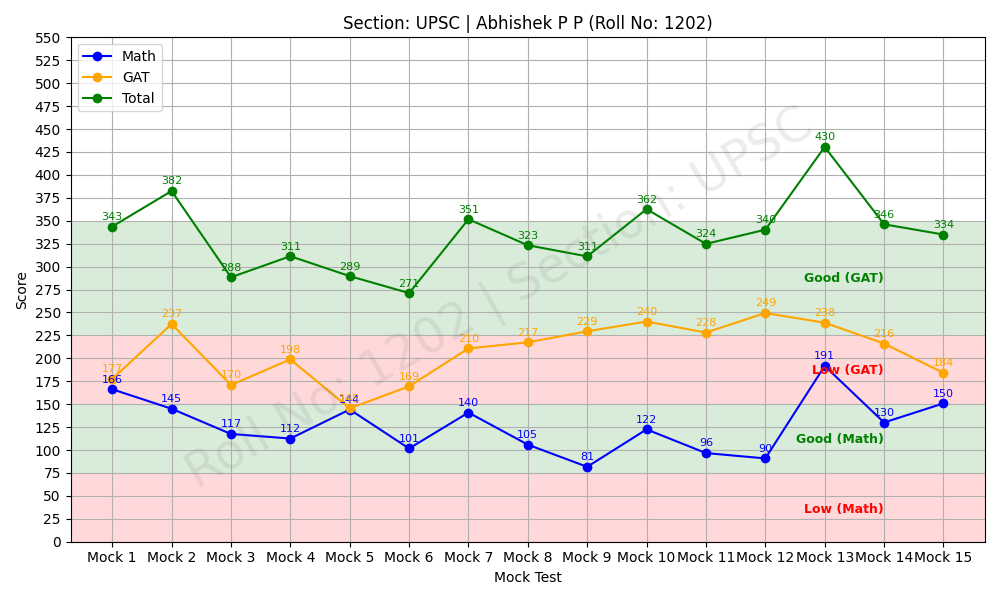 Section: UPSC | Abhishek P P (Roll No: 1202)
Math
GAT
Total
Score
550
525
500
475
450
425
400
375
350
325
300
275
250
225
200
175
150
125
100
75
50
25
0
343 382 288 311 289 271 351 323 311 362 324 340 430 346 334
177 237 170 198 169 210 217 229 240 228 249 238 216 184
166 145 117 112 144 101 140 105 81 122 96 90 191 130 150
Good (GAT)
Low (GAT)
Good (Math)
Low (Math)
Roll No: 1202 | Section: UPSC
Mock 1 Mock 2 Mock 3 Mock 4 Mock 5 Mock 6 Mock 7 Mock 8 Mock 9 Mock 10 Mock 11 Mock 12 Mock 13 Mock 14 Mock 15
Mock Test